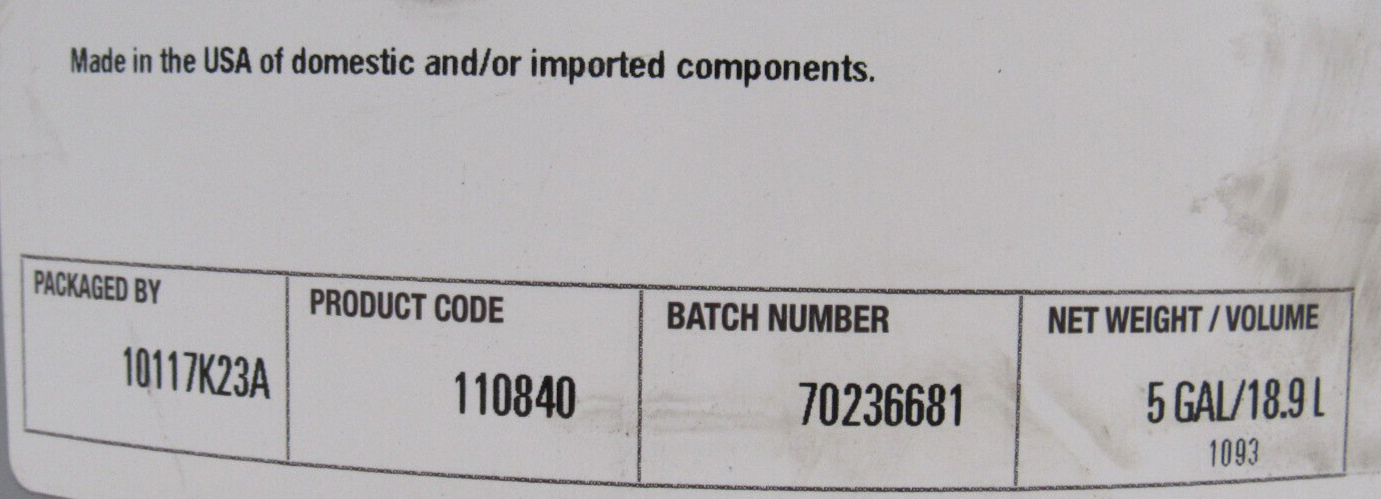 Made in the USA of domestic and/or imported components.
PACKAGED BY
10117K23A
PRODUCT CODE
110840
BATCH NUMBER
70236681
NET WEIGHT / VOLUME
5 GAL/18.9 L
1093